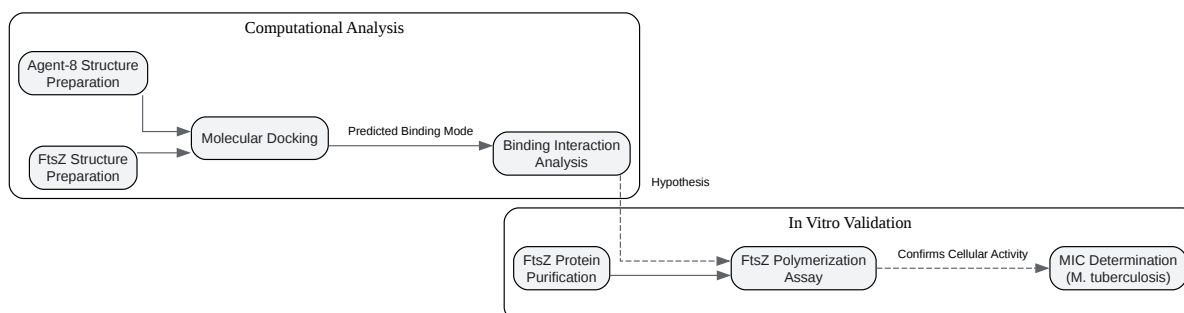 Computational Analysis
Agent-8 Structure
Preparation
Molecular Docking
Predicted Binding Mode
Binding Interaction
Analysis
FtsZ Structure
Preparation
Hypothesis
In Vitro Validation
FtsZ Protein
Purification
FtsZ Polymerization
Assay
Confirms Cellular Activity
MIC Determination
(M. tuberculosis)